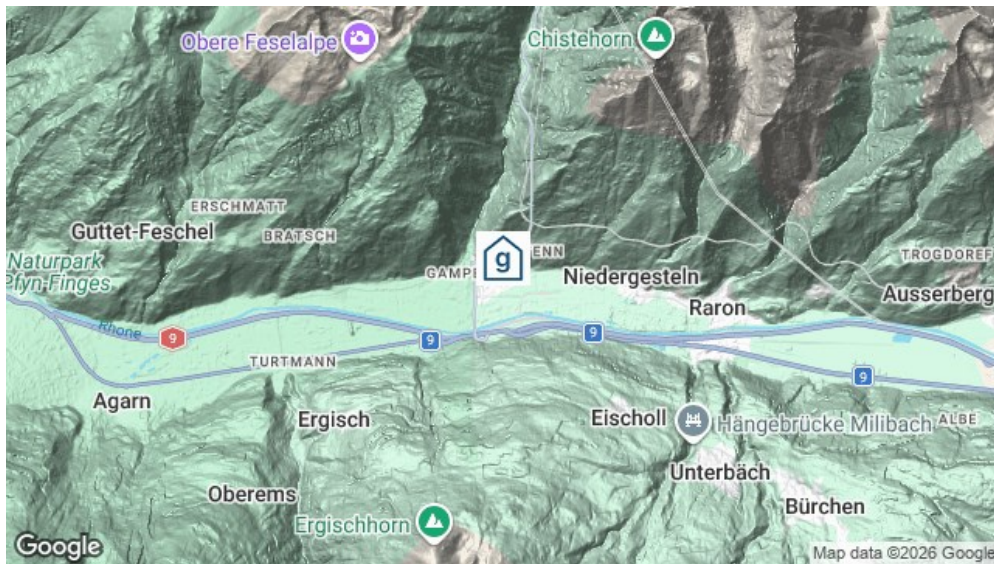 Obere Feselalpe
Chistehorn
ERSCHMATT
Guttet-Feschel
BRATSCH
Naturpark
Pfyn-Finges
g
GAMPE
ENN
Niedergesteln
TROGDORF
Ausserberg
Raron
Rhone
9
9
9
9
TURTMANN
Agarn
Ergisch
Eischoll
Hängebrücke Milibach
ALBE
Unterbäch
Oberems
Bürchen
Ergischhorn
Google
Map data ©2026 Google